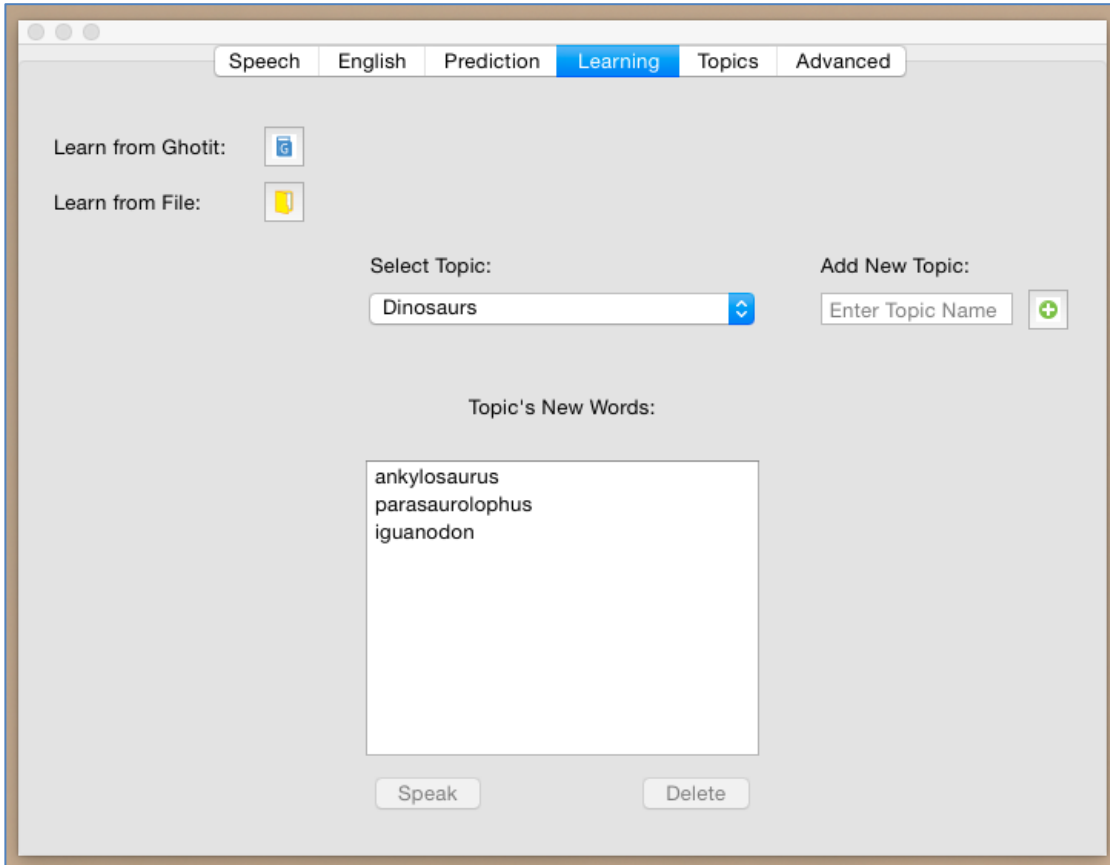 Speech English Prediction Learning Topics Advanced
Learn from Ghotit: G
Learn from File:
Select Topic: Add New Topic:
Dinosaurs Enter Topic Name
Topic's New Words:
ankylosaurus
parasaurolophus
iguanodon
Speak Delete